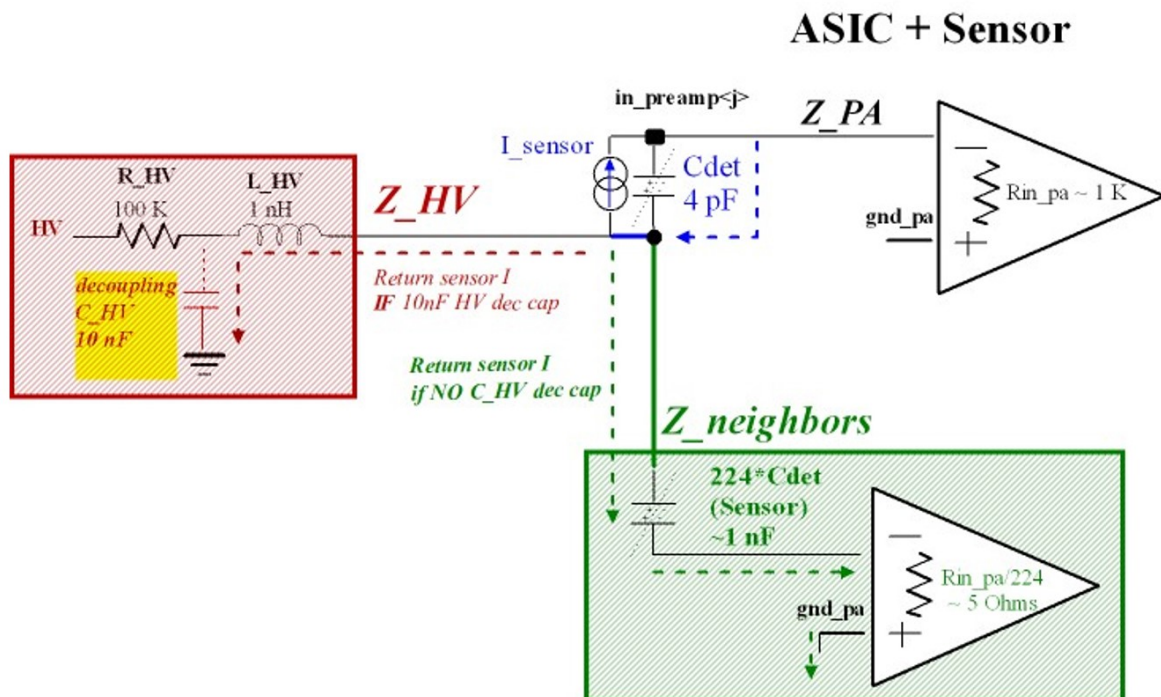 ASIC + Sensor
in_preamp<j>
Z_PA
I_sensor
Cdet
4 pF
Rin_pa ~ 1 K
gnd_pa
R_HV
L_HV
100 K
1 nH
HV
Z_HV
decoupling
C_HV
10 nF
Return sensor I
IF 10nF HV dec cap
Return sensor I
if NO C_HV dec cap
Z_neighbors
224*Cdet
(Sensor)
~1 nF
Rin_pa/224
~ 5 Ohms
gnd_pa